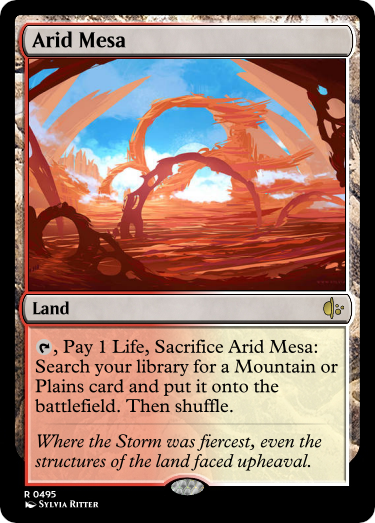 Arid Mesa
Land
, Pay 1 Life, Sacrifice Arid Mesa:
Search your library for a Mountain or
Plains card and put it onto the
battlefield. Then shuffle.
Where the Storm was fiercest, even the
structures of the land faced upheaval.
R 0495
Sylvia Ritter